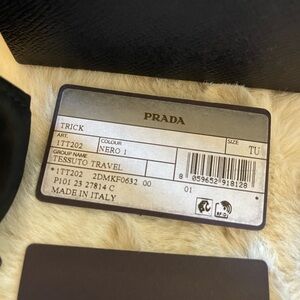 PRADA
TRICK
ART. COLOUR SIZE
1TT202 NERO 1 TU
GROUP NAME
TESSUTO TRAVEL
*1TT202 2DMKF0632 00 01
P101 23 27814 C
MADE IN ITALY
8 059652 918128